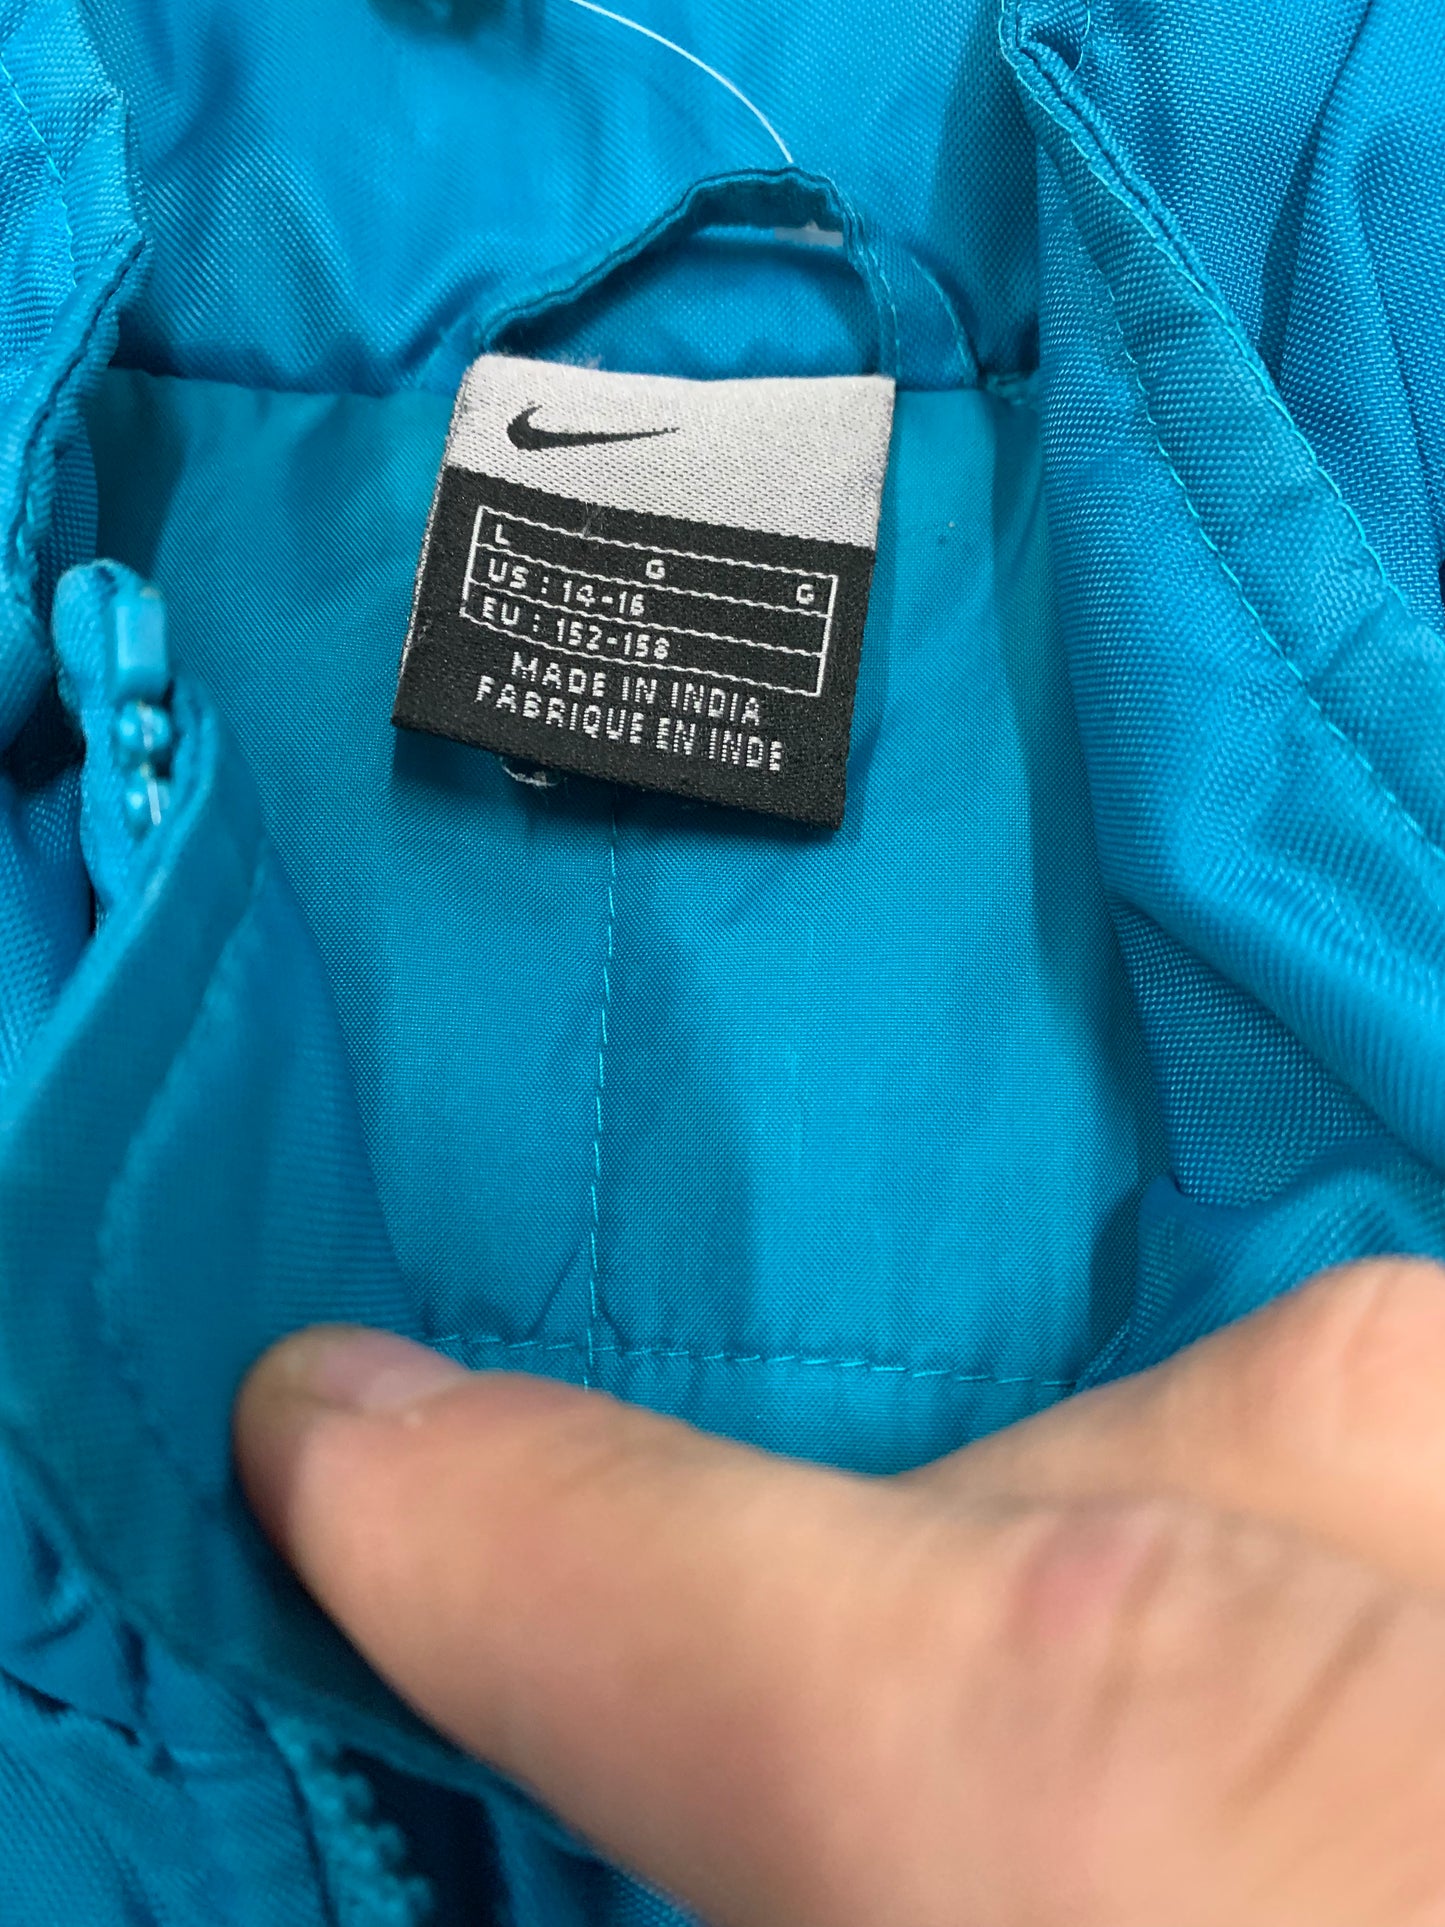 L G G
US : 14-16
EU : 152-158
MADE IN INDIA
FABRIQUE EN INDE